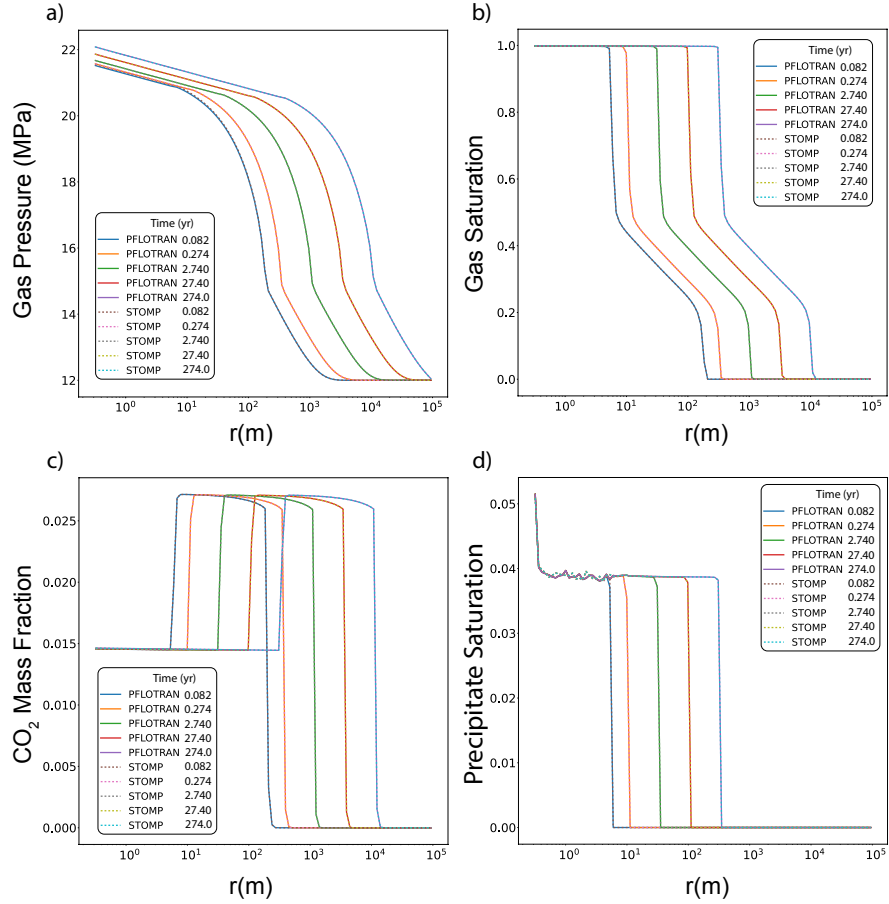 a)
Gas Pressure (MPa)
22
20
18
16
14
12
Time (yr)
PFLOTRAN 0.082
PFLOTRAN 0.274
PFLOTRAN 2.740
PFLOTRAN 27.40
PFLOTRAN 274.0
STOMP 0.082
STOMP 0.274
STOMP 2.740
STOMP 27.40
STOMP 274.0
10^0 10^1 10^2 10^3 10^4 10^5
r(m)
b)
Gas Saturation
1.0
0.8
0.6
0.4
0.2
0.0
Time (yr)
PFLOTRAN 0.082
PFLOTRAN 0.274
PFLOTRAN 2.740
PFLOTRAN 27.40
PFLOTRAN 274.0
STOMP 0.082
STOMP 0.274
STOMP 2.740
STOMP 27.40
STOMP 274.0
10^0 10^1 10^2 10^3 10^4 10^5
r(m)
c)
CO₂ Mass Fraction
0.025
0.020
0.015
0.010
0.005
0.000
Time (yr)
PFLOTRAN 0.082
PFLOTRAN 0.274
PFLOTRAN 2.740
PFLOTRAN 27.40
PFLOTRAN 274.0
STOMP 0.082
STOMP 0.274
STOMP 2.740
STOMP 27.40
STOMP 274.0
10^0 10^1 10^2 10^3 10^4 10^5
r(m)
d)
Precipitate Saturation
0.05
0.04
0.03
0.02
0.01
0.00
Time (yr)
PFLOTRAN 0.082
PFLOTRAN 0.274
PFLOTRAN 2.740
PFLOTRAN 27.40
PFLOTRAN 274.0
STOMP 0.082
STOMP 0.274
STOMP 2.740
STOMP 27.40
STOMP 274.0
10^0 10^1 10^2 10^3 10^4 10^5
r(m)